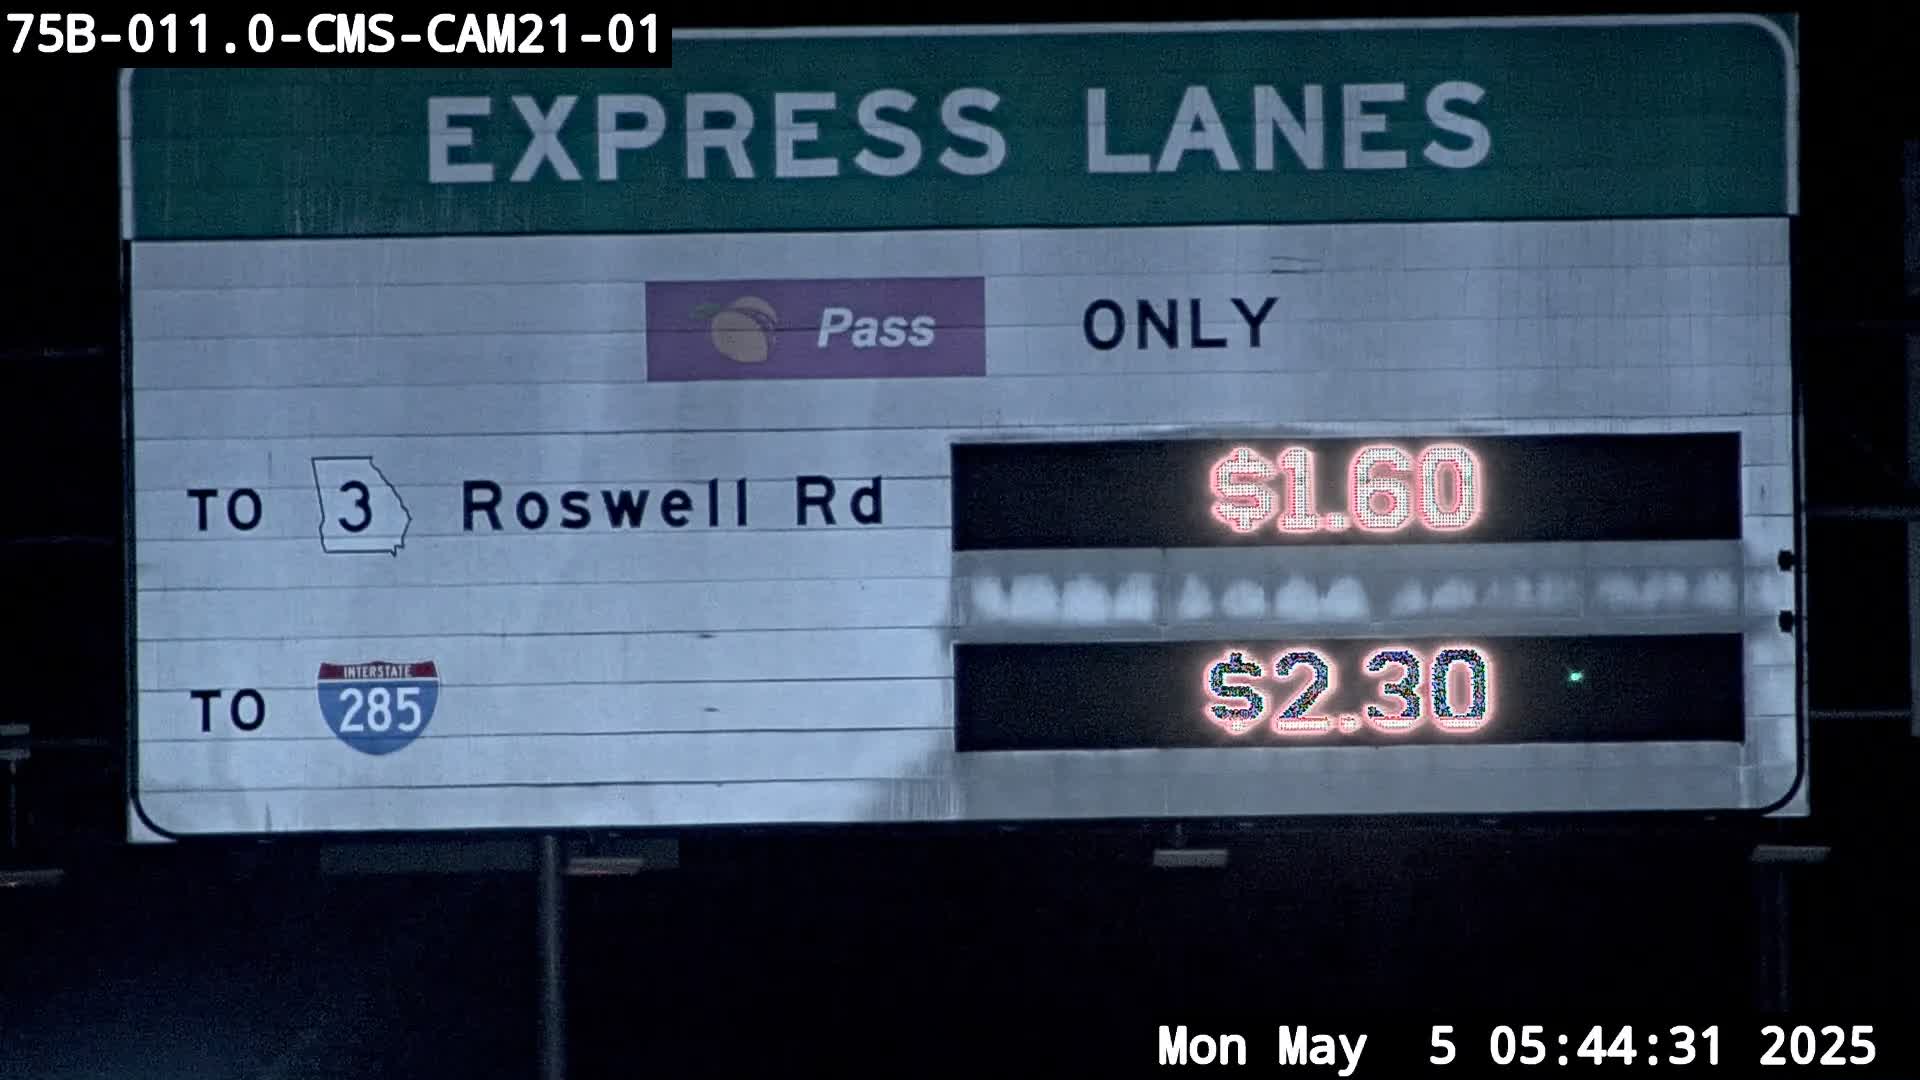 75B-011.0-CMS-CAM21-01
EXPRESS LANES
Pass ONLY
TO 3 Roswell Rd $1.60
TO INTERSTATE 285 $2.30
Mon May 5 05:44:31 2025